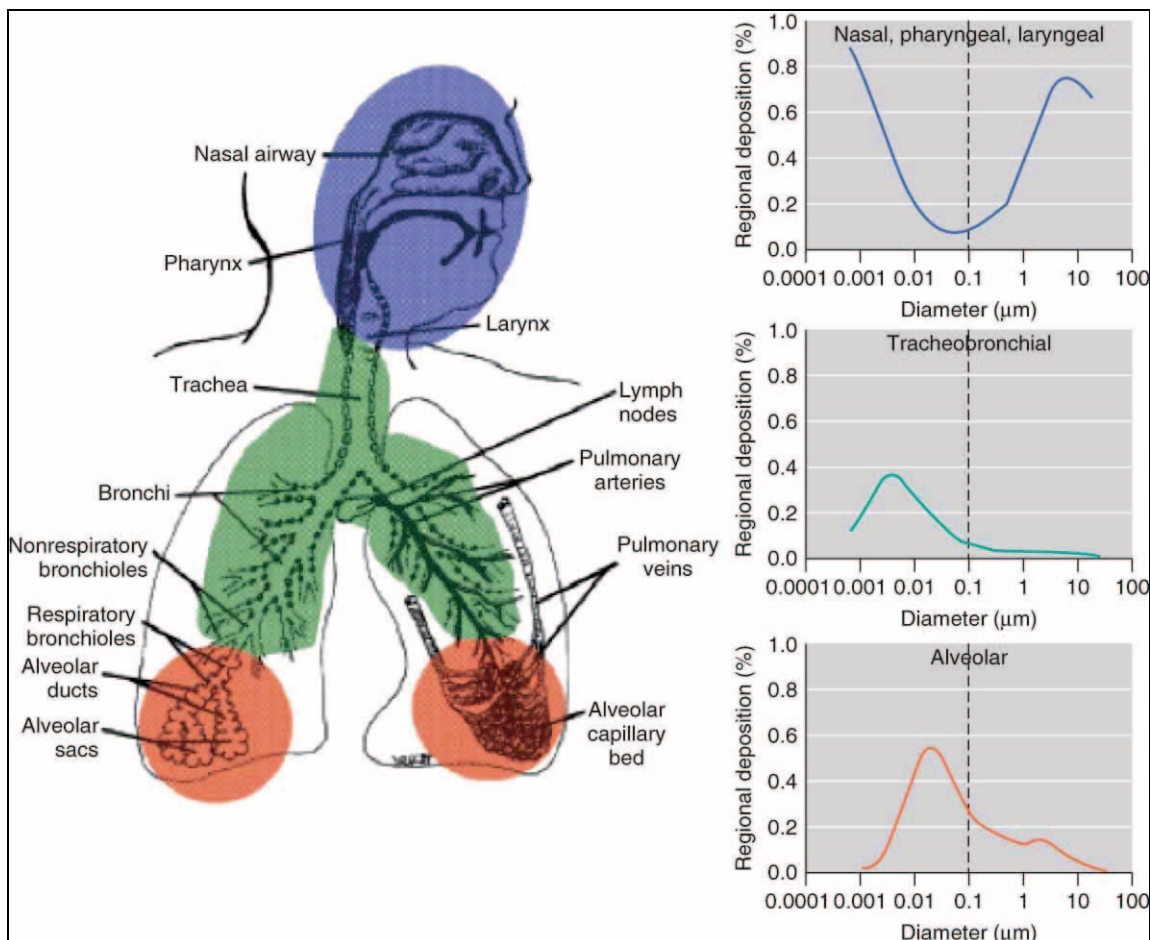 Nasal airway
Pharynx
Larynx
Trachea
Lymph
nodes
Bronchi
Pulmonary
arteries
Nonrespiratory
bronchioles
Pulmonary
veins
Respiratory
bronchioles
Alveolar
ducts
Alveolar
sacs
Alveolar
capillary
bed
Nasal, pharyngeal, laryngeal
Regional deposition (%)
1.0
0.8
0.6
0.4
0.2
0.0
0.0001 0.001 0.01 0.1 1 10 100
Diameter (μm)
Tracheobronchial
Regional deposition (%)
1.0
0.8
0.6
0.4
0.2
0.0
0.0001 0.001 0.01 0.1 1 10 100
Diameter (μm)
Alveolar
Regional deposition (%)
1.0
0.8
0.6
0.4
0.2
0.0
0.0001 0.001 0.01 0.1 1 10 100
Diameter (μm)